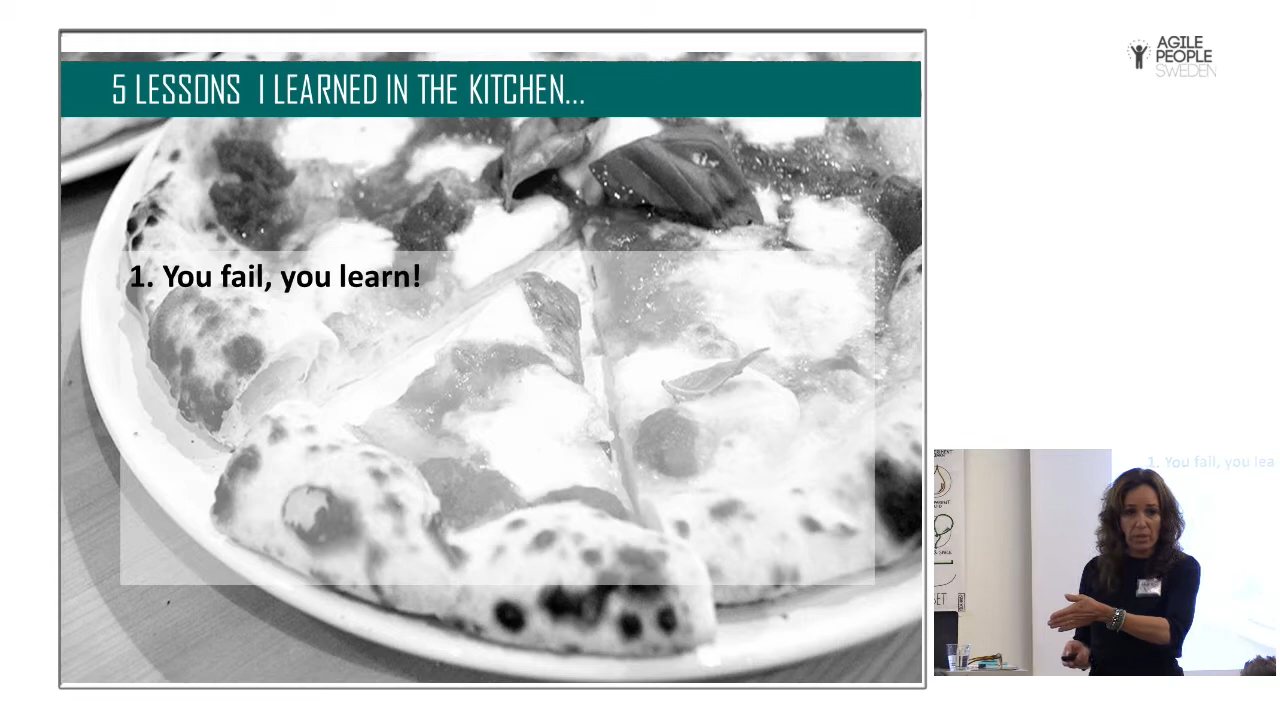 5 LESSONS I LEARNED IN THE KITCHEN...
AGILE
PEOPLE
SWEDEN
1. You fail, you learn!
1. You fail, you lea